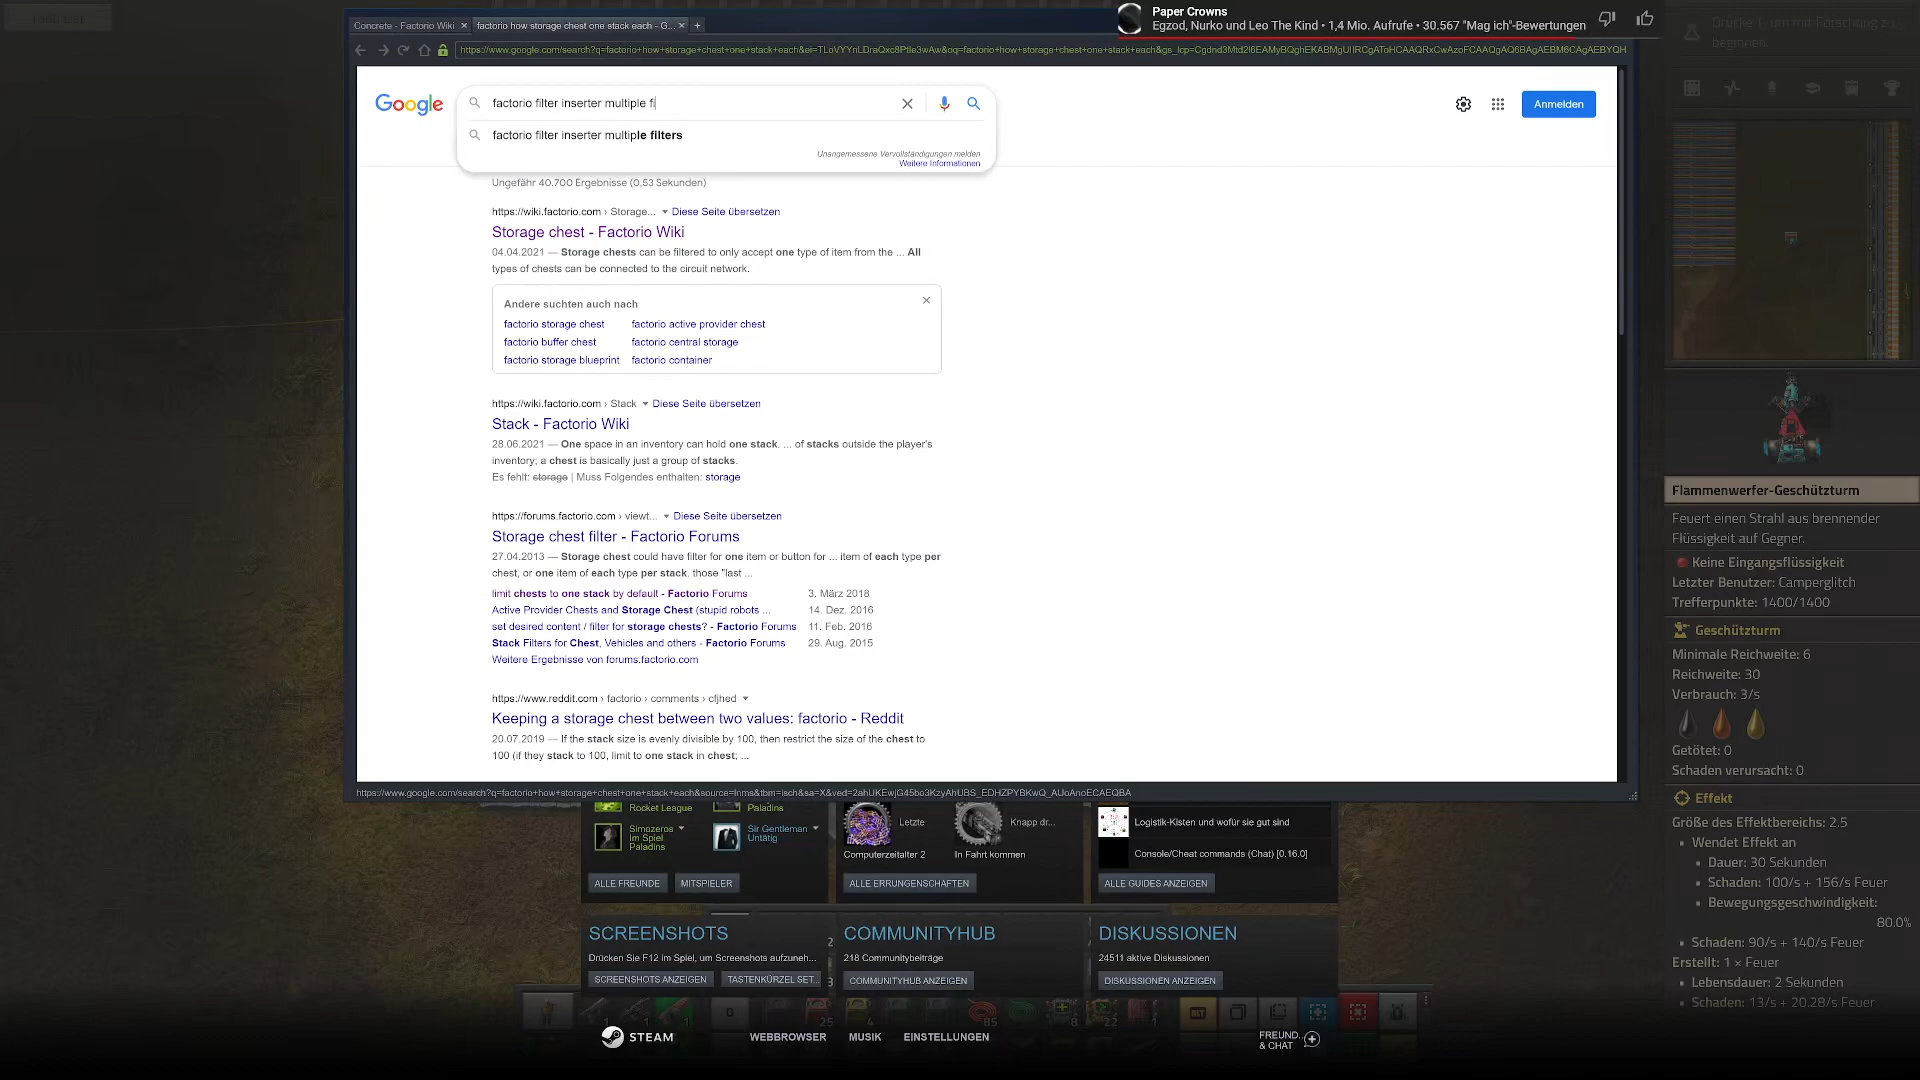 Concrete - Factorio Wiki
factorio how storage chest one stack each - G...
Paper Crowns
Egzod, Nurko und Leo The Kind • 1,4 Mio. Aufrufe • 30.567 "Mag ich"-Bewertungen
Google
factorio filter inserter multiple fi
factorio filter inserter multiple filters
Unangemessene Vervollständigungen melden
Weitere Informationen
Anmelden
Ungefähr 40.700 Ergebnisse (0,53 Sekunden)
https://wiki.factorio.com › Storage... Diese Seite übersetzen
Storage chest - Factorio Wiki
04.04.2021 — Storage chests can be filtered to only accept one type of item from the ... All
types of chests can be connected to the circuit network.
Andere suchten auch nach
factorio storage chest factorio active provider chest
factorio buffer chest factorio central storage
factorio storage blueprint factorio container
https://wiki.factorio.com › Stack Diese Seite übersetzen
Stack - Factorio Wiki
28.06.2021 — One space in an inventory can hold one stack. ... of stacks outside the player's
inventory; a chest is basically just a group of stacks.
Es fehlt: storage | Muss Folgendes enthalten: storage
https://forums.factorio.com › viewt... Diese Seite übersetzen
Storage chest filter - Factorio Forums
27.04.2013 — Storage chest could have filter for one item or button for ... item of each type per
chest, or one item of each type per stack. those "last ...
limit chests to one stack by default - Factorio Forums 3. März 2018
Active Provider Chests and Storage Chest (stupid robots ... 14. Dez. 2016
set desired content / filter for storage chests? - Factorio Forums 11. Feb. 2016
Stack Filters for Chest, Vehicles and others - Factorio Forums 29. Aug. 2015
Weitere Ergebnisse von forums.factorio.com
https://www.reddit.com › factorio › comments › cfjhed
Keeping a storage chest between two values: factorio - Reddit
20.07.2019 — If the stack size is evenly divisible by 100, then restrict the size of the chest to
100 (if they stack to 100, limit to one stack in chest; ...
Flammenwerfer-Geschützturm
Feuert einen Strahl aus brennender
Flüssigkeit auf Gegner.
Keine Eingangsflüssigkeit
Letzter Benutzer: Camperglitch
Trefferpunkte: 1400/1400
Geschützturm
Minimale Reichweite: 6
Reichweite: 30
Verbrauch: 3/s
Getötet: 0
Schaden verursacht: 0
Effekt
Größe des Effektbereichs: 2.5
Wendet Effekt an
Dauer: 30 Sekunden
Schaden: 100/s + 156/s Feuer
Bewegungsgeschwindigkeit:
80.0%
Schaden: 90/s + 140/s Feuer
Erstellt: 1 × Feuer
Lebensdauer: 2 Sekunden
Schaden: 13/s + 20.28/s Feuer
Rocket League
Paladins
Simozeros
Im Spiel
Paladins
Sir Gentleman
Untätig
ALLE FREUNDE MITSPIELER
Letzte
Knapp dr...
Computerzeitalter 2
In Fahrt kommen
ALLE ERRUNGENSCHAFTEN
Logistik-Kisten und wofür sie gut sind
Console/Cheat commands (Chat) [0.16.0]
ALLE GUIDES ANZEIGEN
SCREENSHOTS
Drücken Sie F12 im Spiel, um Screenshots aufzuneh...
SCREENSHOTS ANZEIGEN TASTENKÜRZEL SET...
COMMUNITYHUB
218 Communitybeiträge
COMMUNITYHUB ANZEIGEN
DISKUSSIONEN
24511 aktive Diskussionen
DISKUSSIONEN ANZEIGEN
25 4 85 8 22 1
STEAM
WEBBROWSER MUSIK EINSTELLUNGEN
FREUND...
& CHAT